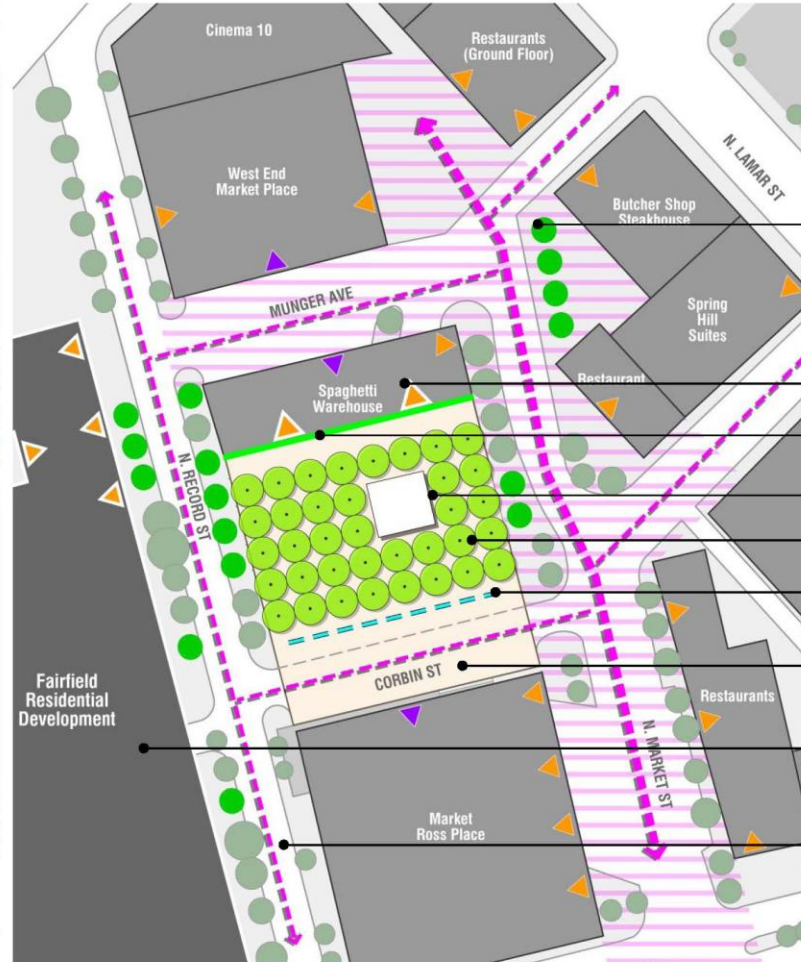 Cinema 10
Restaurants
(Ground Floor)
West End
Market Place
N. LAMAR ST
Butcher Shop
Steakhouse
Spring
Hill
Suites
MUNGER AVE
Restaurant
Spaghetti
Warehouse
N. RECORD ST
Fairfield
Residential
Development
CORBIN ST
Restaurants
N. MARKET ST
Market
Ross Place